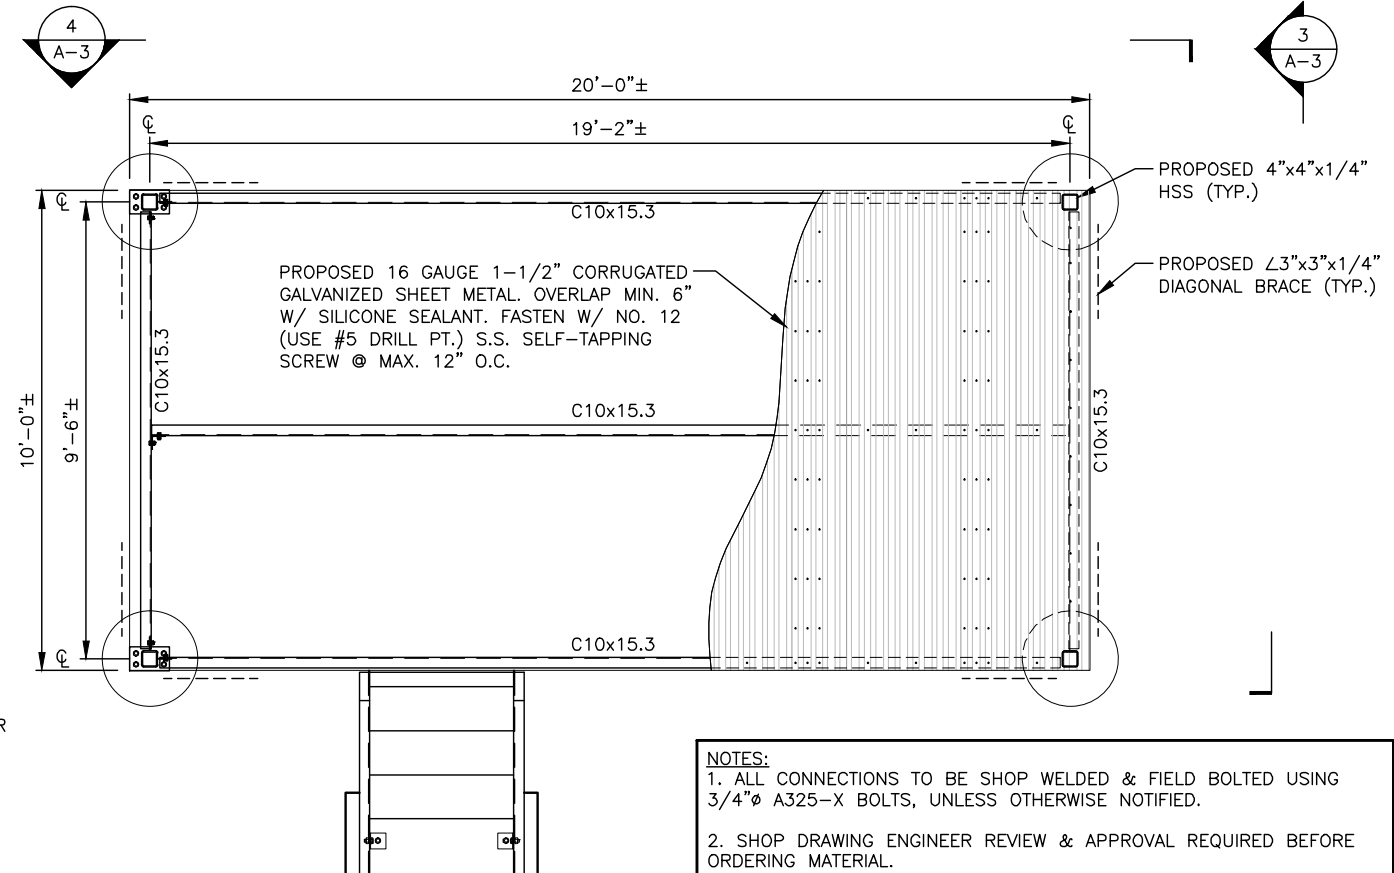 4
A-3
3
A-3
20'-0"±
19'-2"±
℄
℄
℄
℄
PROPOSED 4"x4"x1/4"
HSS (TYP.)
C10x15.3
PROPOSED ∠3"x3"x1/4"
DIAGONAL BRACE (TYP.)
PROPOSED 16 GAUGE 1-1/2" CORRUGATED
GALVANIZED SHEET METAL. OVERLAP MIN. 6"
W/ SILICONE SEALANT. FASTEN W/ NO. 12
(USE #5 DRILL PT.) S.S. SELF-TAPPING
SCREW @ MAX. 12" O.C.
C10x15.3
10'-0"±
9'-6"±
C10x15.3
C10x15.3
C10x15.3
R
NOTES:
1. ALL CONNECTIONS TO BE SHOP WELDED & FIELD BOLTED USING
3/4"ø A325-X BOLTS, UNLESS OTHERWISE NOTIFIED.
2. SHOP DRAWING ENGINEER REVIEW & APPROVAL REQUIRED BEFORE
ORDERING MATERIAL.